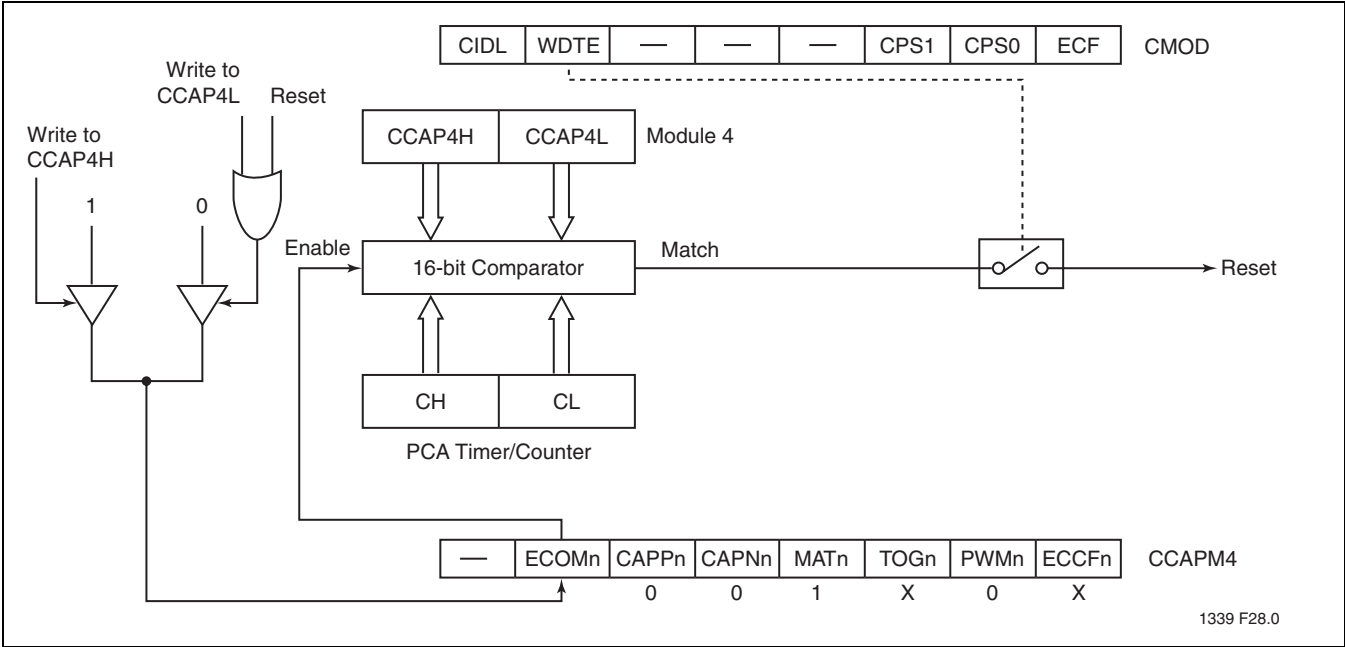 CIDL WDTE — — — CPS1 CPS0 ECF CMOD
Write to
CCAP4L Reset
Write to
CCAP4H
CCAP4H CCAP4L Module 4
1 0
Enable 16-bit Comparator Match Reset
CH CL
PCA Timer/Counter
— ECOMn CAPPn CAPNn MATn TOGn PWMn ECCFn CCAPM4
0 0 1 X 0 X
1339 F28.0